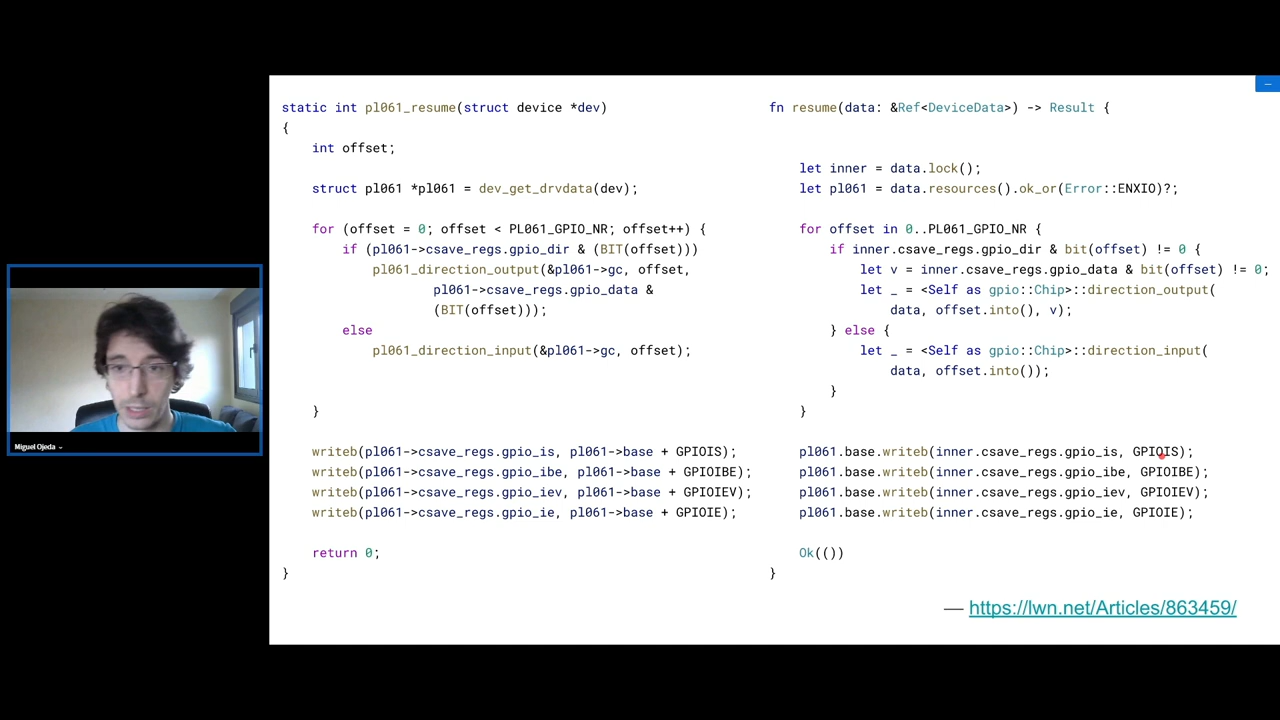 static int pl061_resume(struct device *dev)
{
int offset;
struct pl061 *pl061 = dev_get_drvdata(dev);
for (offset = 0; offset < PL061_GPIO_NR; offset++) {
if (pl061->csave_regs.gpio_dir & (BIT(offset)))
pl061_direction_output(&pl061->gc, offset,
pl061->csave_regs.gpio_data &
(BIT(offset)));
else
pl061_direction_input(&pl061->gc, offset);
}
writeb(pl061->csave_regs.gpio_is, pl061->base + GPIOIS);
writeb(pl061->csave_regs.gpio_ibe, pl061->base + GPIOIBE);
writeb(pl061->csave_regs.gpio_iev, pl061->base + GPIOIEV);
writeb(pl061->csave_regs.gpio_ie, pl061->base + GPIOIE);
return 0;
}
fn resume(data: &Ref<DeviceData>) -> Result {
let inner = data.lock();
let pl061 = data.resources().ok_or(Error::ENXIO)?;
for offset in 0..PL061_GPIO_NR {
if inner.csave_regs.gpio_dir & bit(offset) != 0 {
let v = inner.csave_regs.gpio_data & bit(offset) != 0;
let _ = <Self as gpio::Chip>::direction_output(
data, offset.into(), v);
} else {
let _ = <Self as gpio::Chip>::direction_input(
data, offset.into());
}
}
pl061.base.writeb(inner.csave_regs.gpio_is, GPIOIS);
pl061.base.writeb(inner.csave_regs.gpio_ibe, GPIOIBE);
pl061.base.writeb(inner.csave_regs.gpio_iev, GPIOIEV);
pl061.base.writeb(inner.csave_regs.gpio_ie, GPIOIE);
Ok(())
}
— https://lwn.net/Articles/863459/
Miguel Ojeda